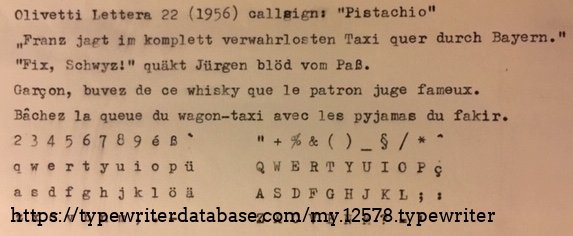 Olivetti Lettera 22 (1956) callsign: "Pistachio"
„Franz jagt im komplett verwahrlosten Taxi quer durch Bayern."
"Fix, Schwyz!" quäkt Jürgen blöd vom Paß.
Garçon, buvez de ce whisky que le patron juge fameux.
Bâchez la queue du wagon-taxi avec les pyjamas du fakir.
2 3 4 5 6 7 8 9 é ß ` " + % & ( ) _ § / * ^
q w e r t y u i o p ü Q W E R T Y U I O P ç
a s d f g h j k l ö ä A S D F G H J K L ; :
https://typewriterdatabase.com/my.12578.typewriter